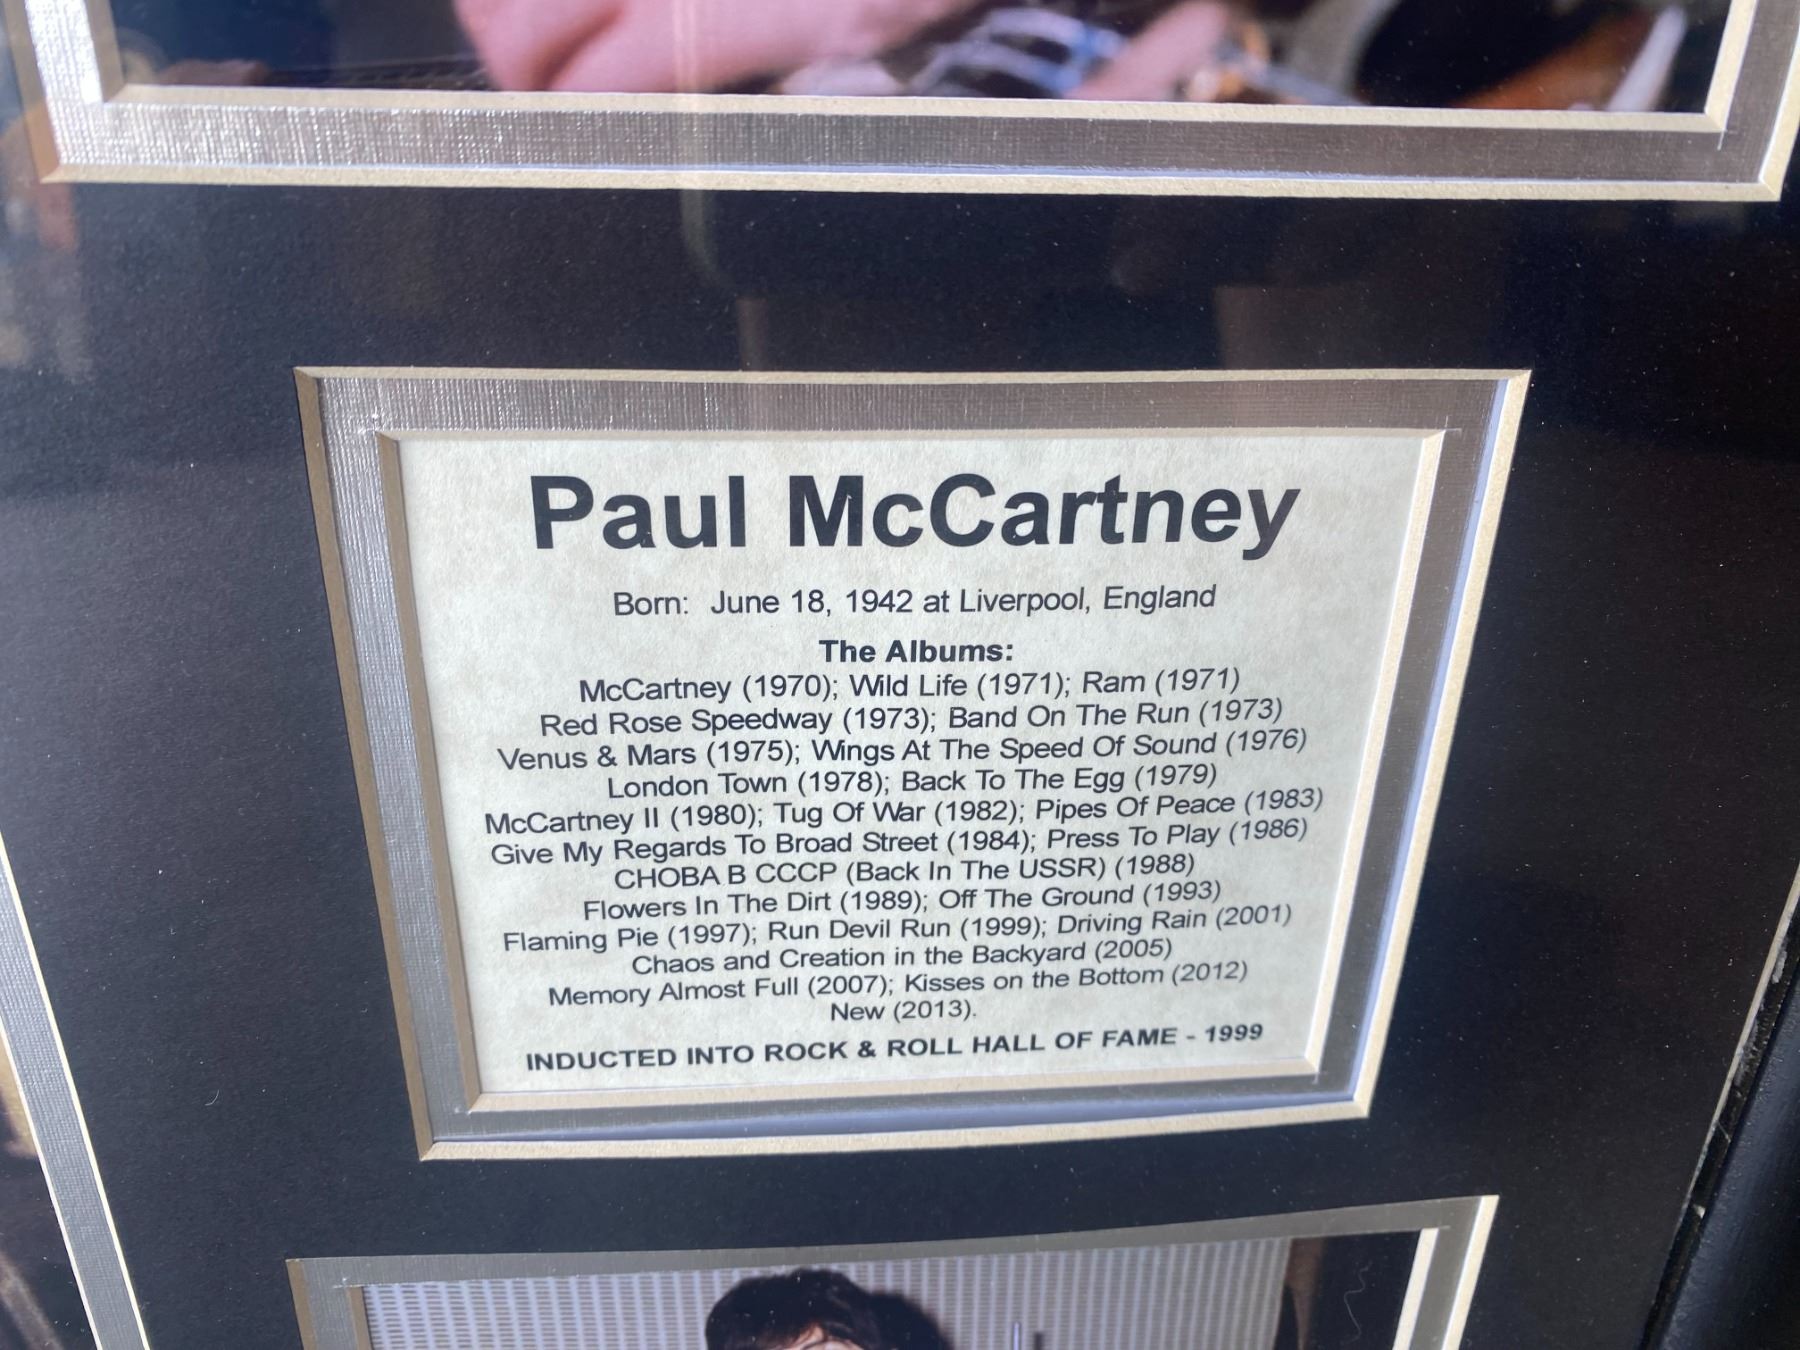 Paul McCartney
Born: June 18, 1942 at Liverpool, England
The Albums:
McCartney (1970); Wild Life (1971); Ram (1971)
Red Rose Speedway (1973); Band On The Run (1973)
Venus & Mars (1975); Wings At The Speed Of Sound (1976)
London Town (1978); Back To The Egg (1979)
McCartney II (1980); Tug Of War (1982); Pipes Of Peace (1983)
Give My Regards To Broad Street (1984); Press To Play (1986)
CHOBA B CCCP (Back In The USSR) (1988)
Flowers In The Dirt (1989); Off The Ground (1993)
Flaming Pie (1997); Run Devil Run (1999); Driving Rain (2001)
Chaos and Creation in the Backyard (2005)
Memory Almost Full (2007); Kisses on the Bottom (2012)
New (2013).
INDUCTED INTO ROCK & ROLL HALL OF FAME - 1999